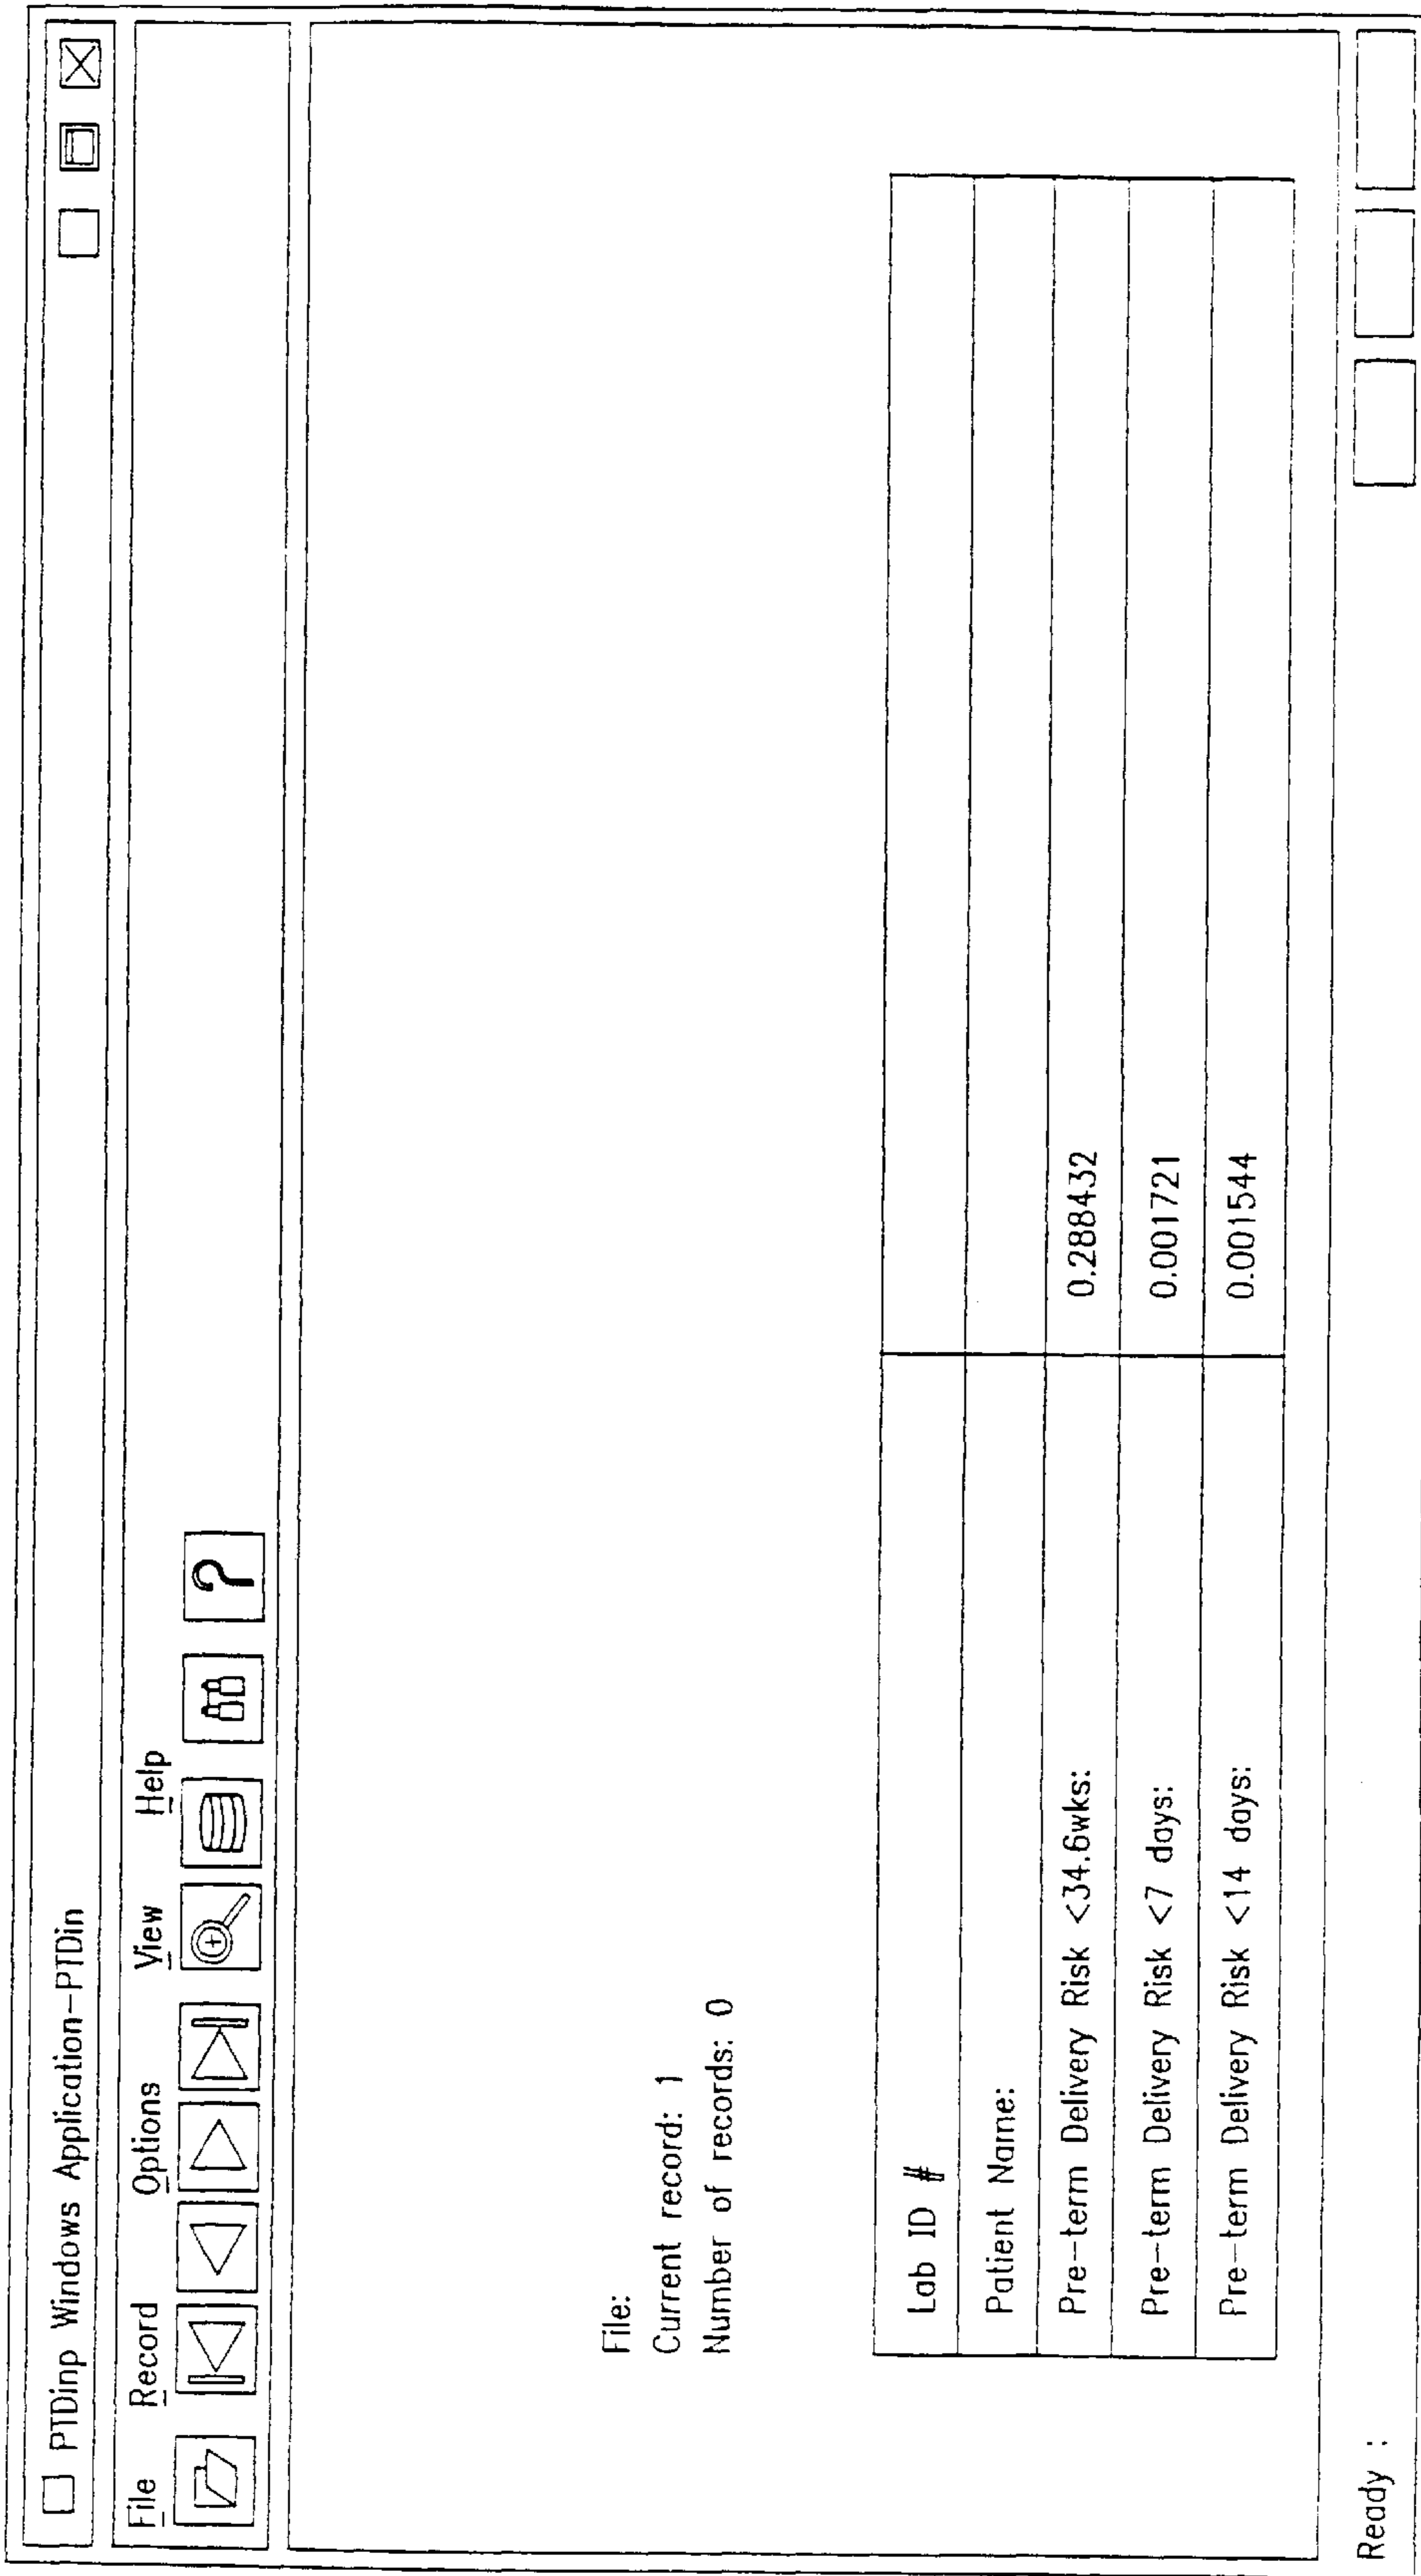 PTDinp Windows Application-PTDin
File Record Options View Help
?
File:
Current record: 1
Number of records: 0
Lab ID #
Patient Name:
Pre-term Delivery Risk <34.6wks: 0.288432
Pre-term Delivery Risk <7 days: 0.001721
Pre-term Delivery Risk <14 days: 0.001544
Ready :